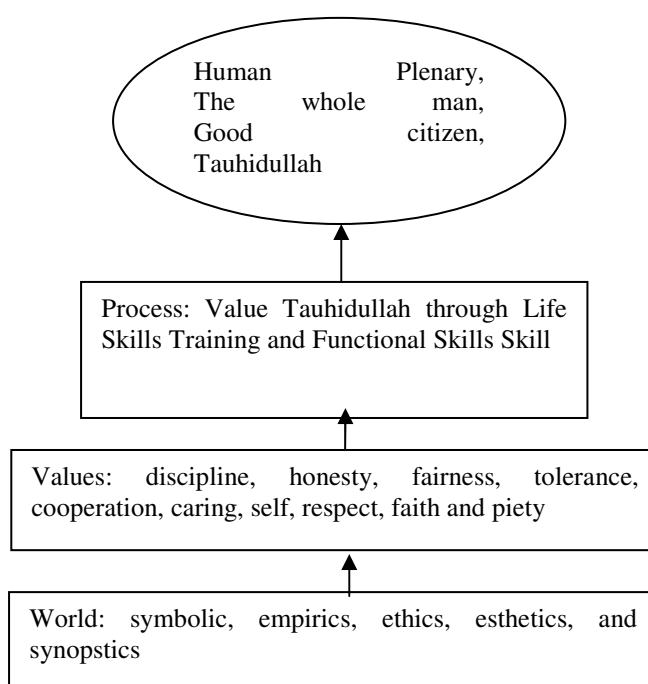 Human Plenary,
The whole man,
Good citizen,
Tauhidullah
Process: Value Tauhidullah through Life
Skills Training and Functional Skills Skill
Values: discipline, honesty, fairness, tolerance,
cooperation, caring, self, respect, faith and piety
World: symbolic, empirics, ethics, esthetics, and
synopstics